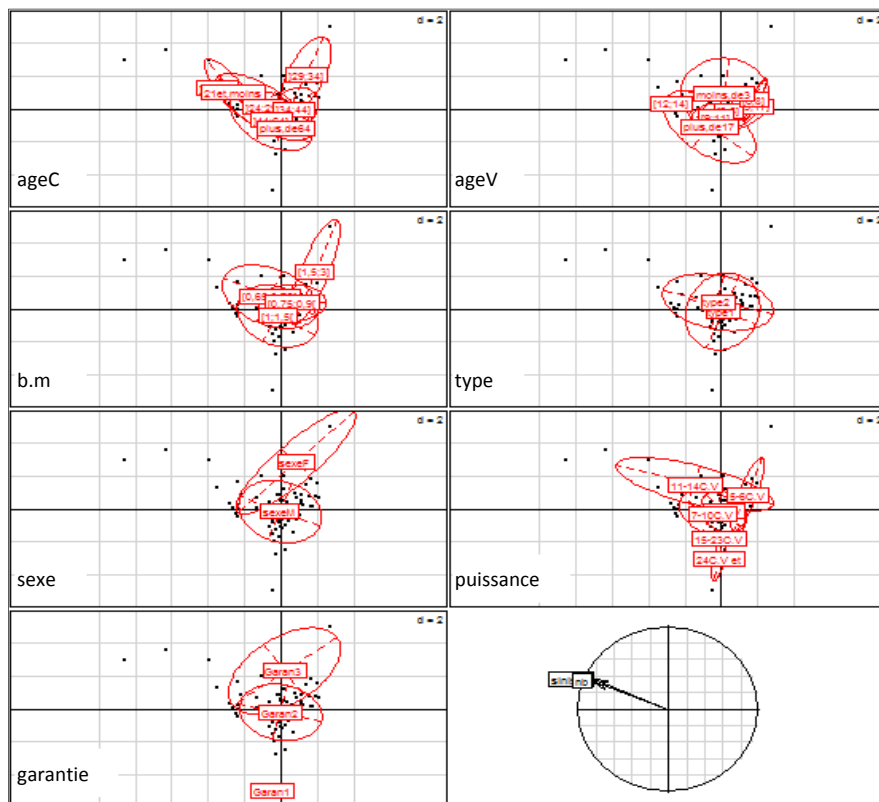 d = 2
]29;34]
21et,moins
]34;44]
plus,de64
ageC
d = 2
moins,de3
[12;14]
plus,de17
ageV
d = 2
[1,5;3]
[0,75;0,9[
[1;1,5[
b.m
d = 2
type2
type1
type
d = 2
sexeF
sexeM
sexe
d = 2
11-14C.V
5-6C.V
7-10C.V
15-23C.V
24C.V et
puissance
d = 2
Garan3
Garan2
Garan1
garantie
nb